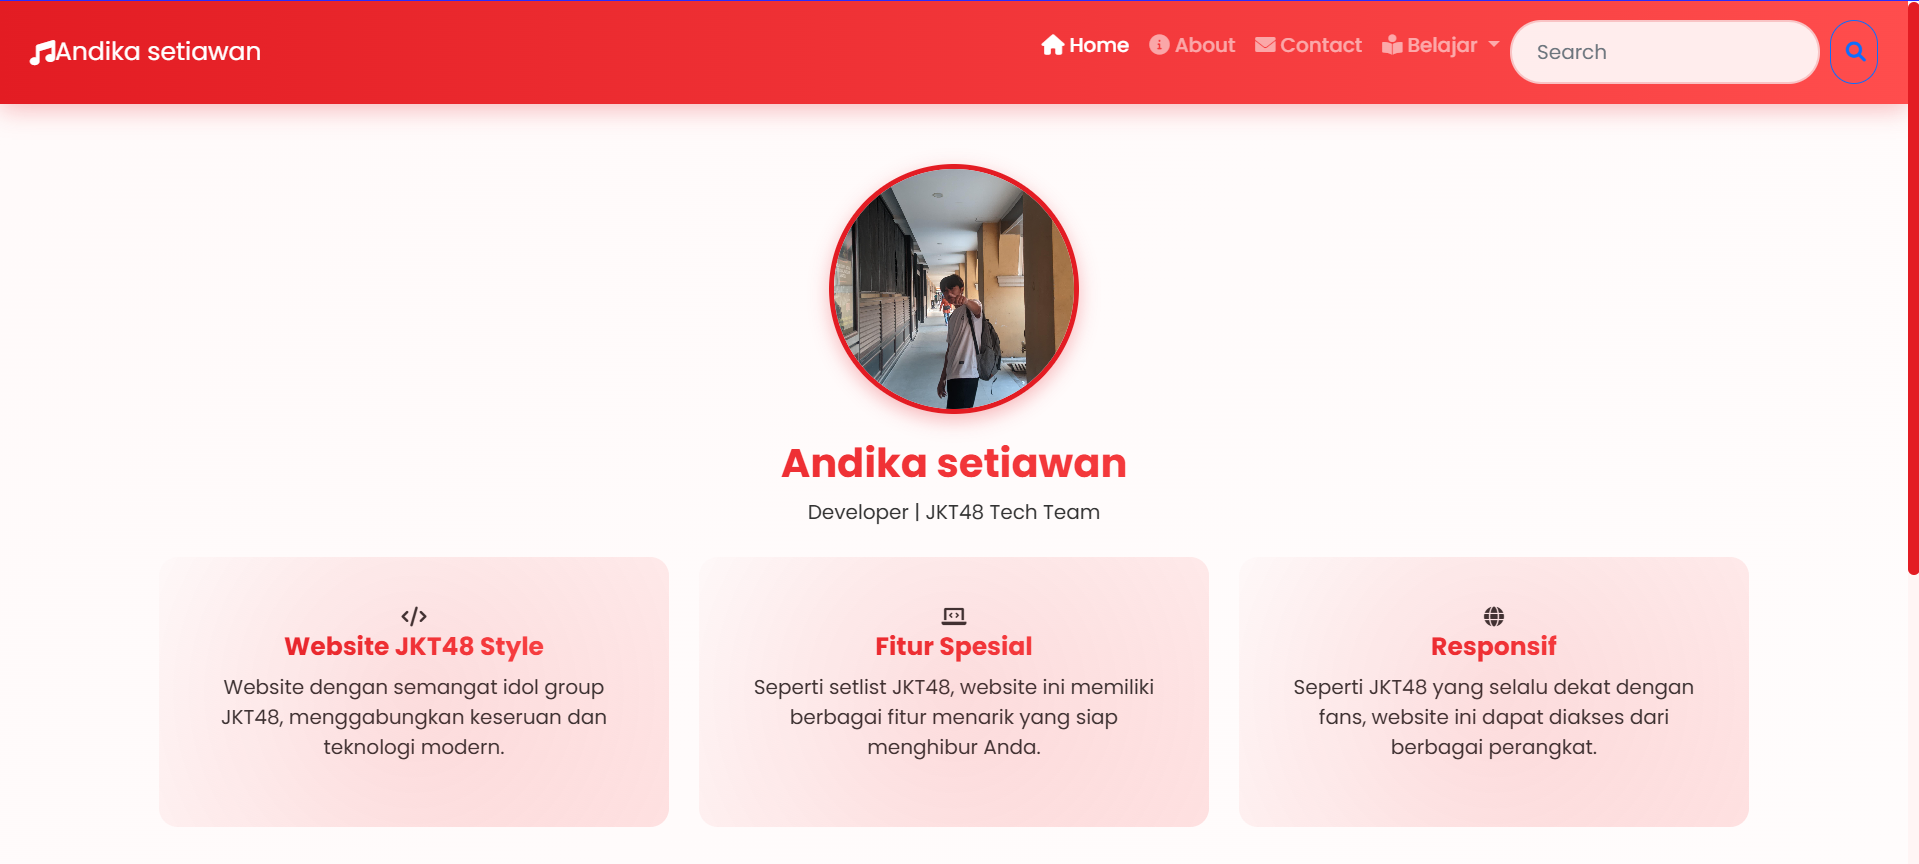 Andika setiawan
Home About Contact Belajar Search
Andika setiawan
Developer | JKT48 Tech Team
Website JKT48 Style
Website dengan semangat idol group
JKT48, menggabungkan keseruan dan
teknologi modern.
Fitur Spesial
Seperti setlist JKT48, website ini memiliki
berbagai fitur menarik yang siap
menghibur Anda.
Responsif
Seperti JKT48 yang selalu dekat dengan
fans, website ini dapat diakses dari
berbagai perangkat.